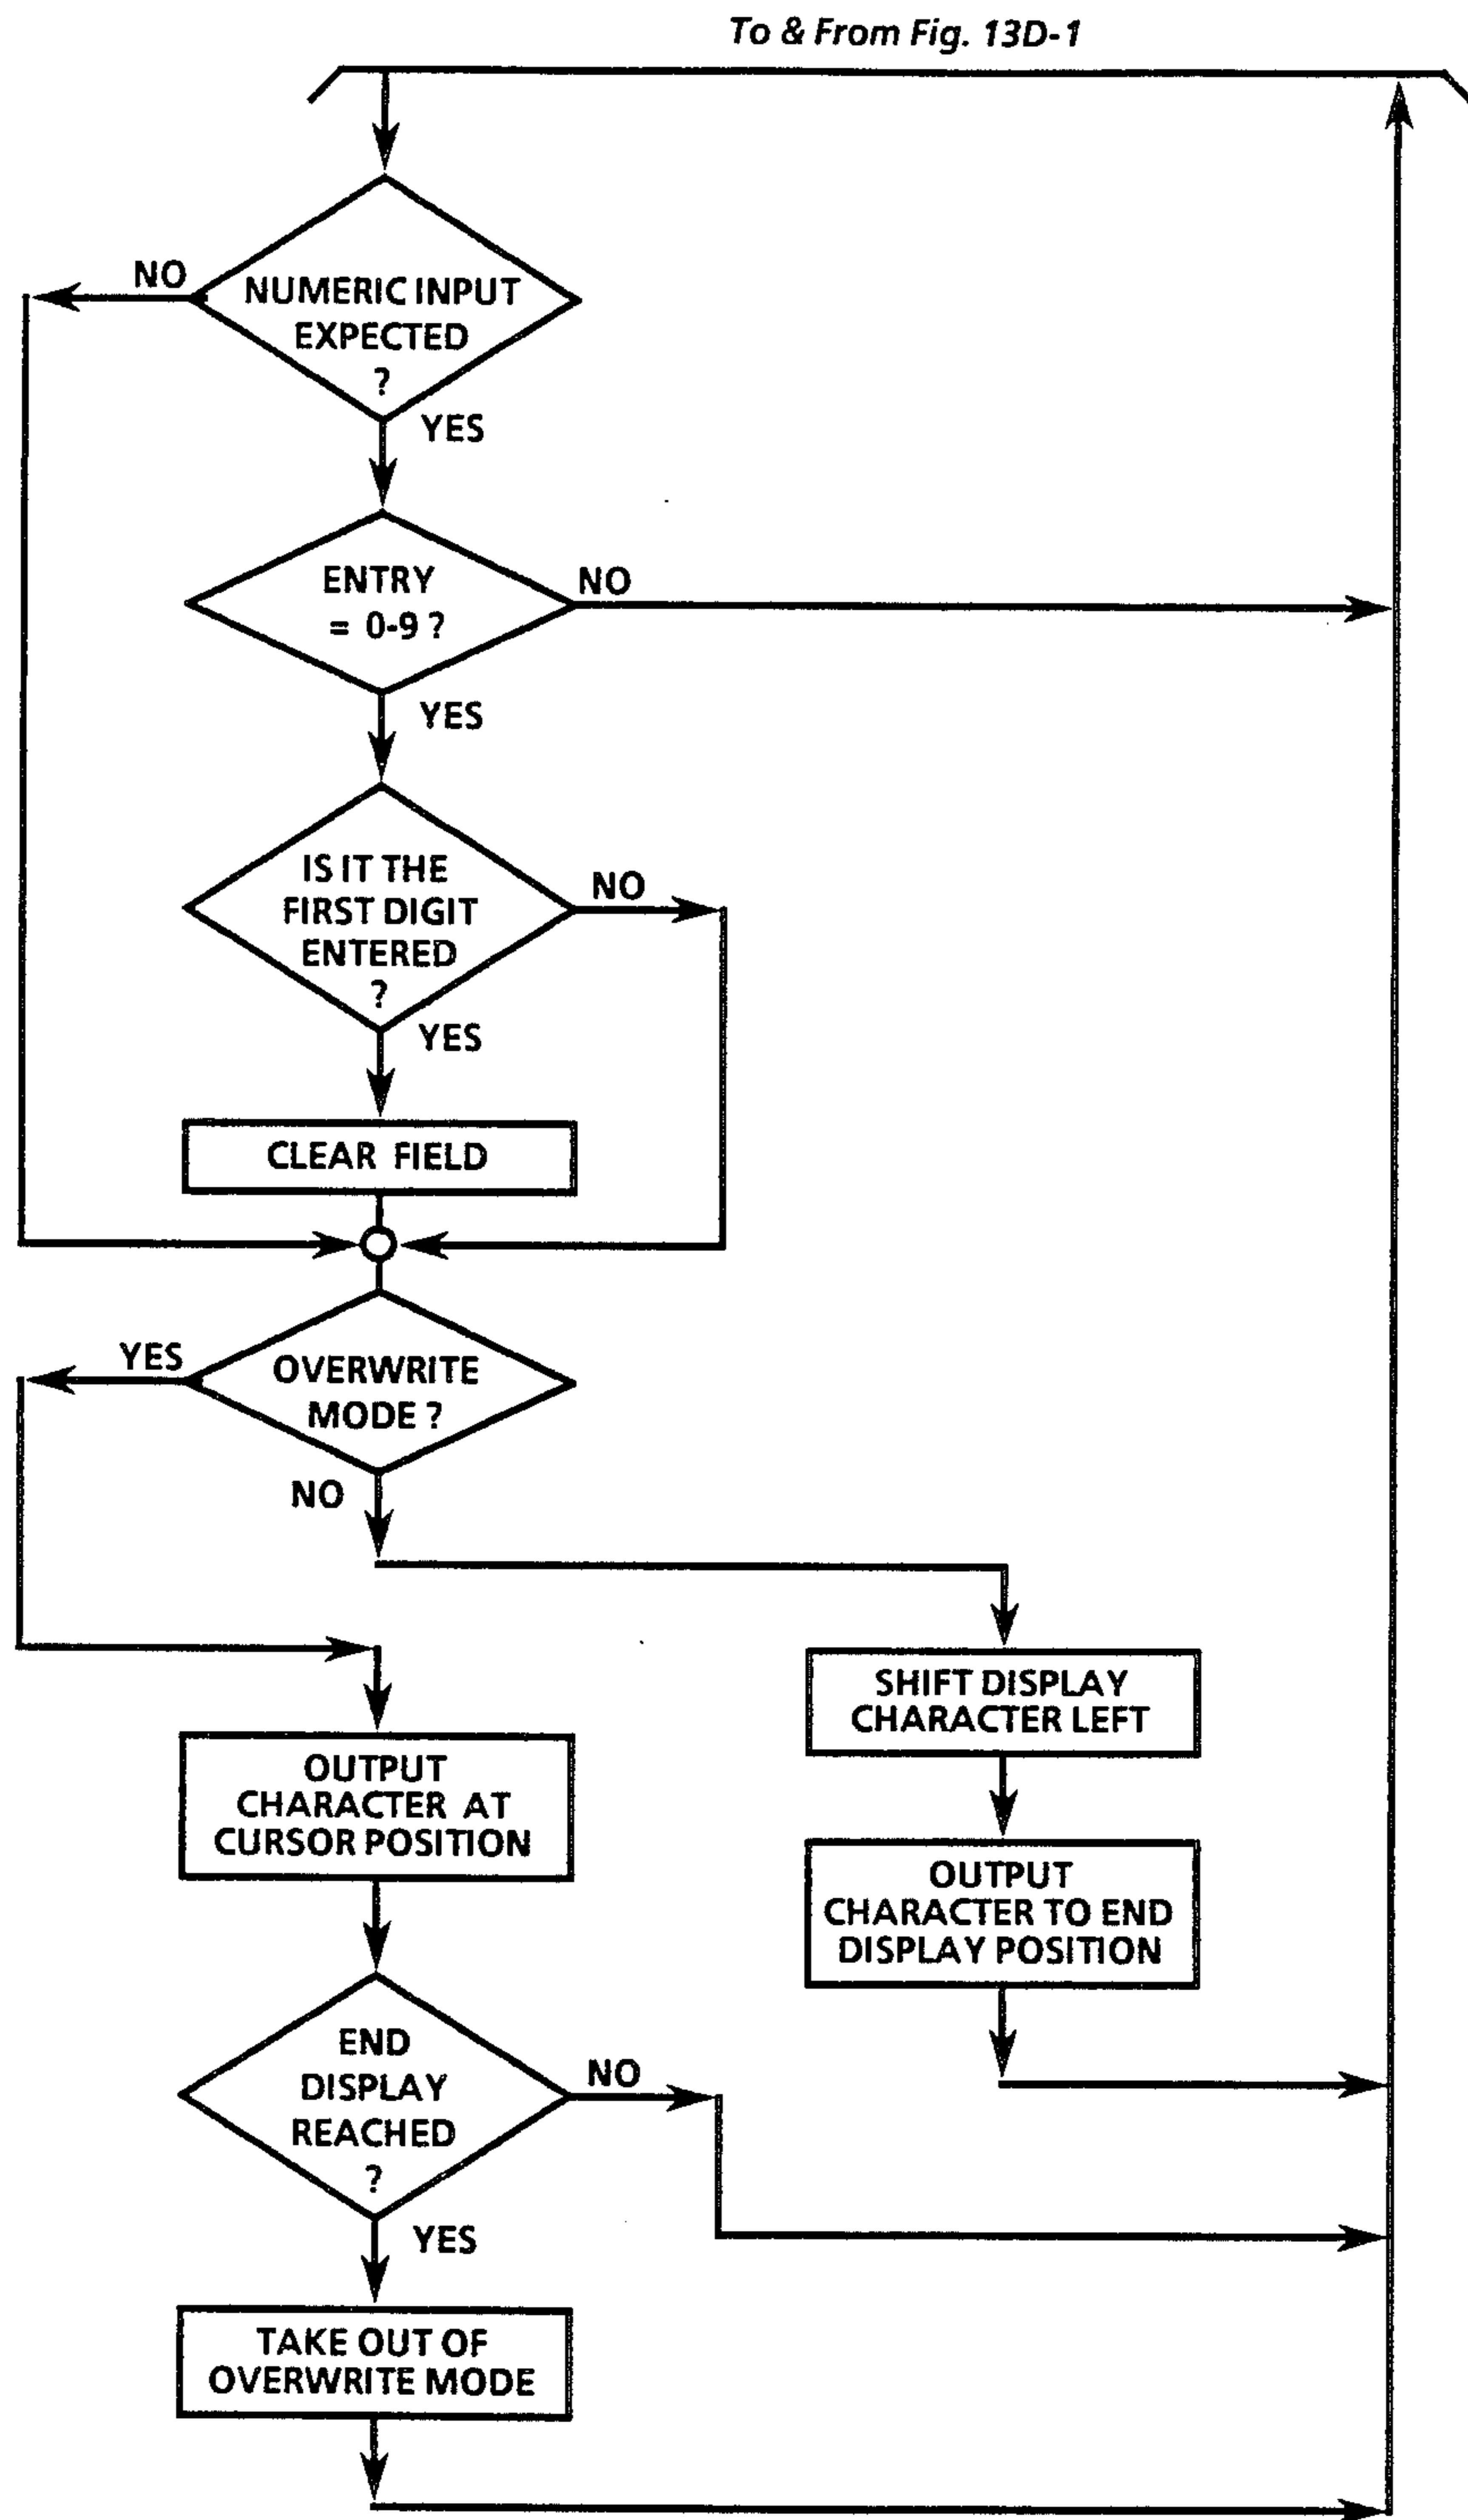 To & From Fig. 13D-1
NO
NUMERIC INPUT
EXPECTED
?
YES
ENTRY
= 0-9 ?
NO
YES
IS IT THE
FIRST DIGIT
ENTERED
?
NO
YES
CLEAR FIELD
YES
OVERWRITE
MODE ?
NO
SHIFT DISPLAY
CHARACTER LEFT
OUTPUT
CHARACTER AT
CURSOR POSITION
OUTPUT
CHARACTER TO END
DISPLAY POSITION
END
DISPLAY
REACHED
?
NO
YES
TAKE OUT OF
OVERWRITE MODE